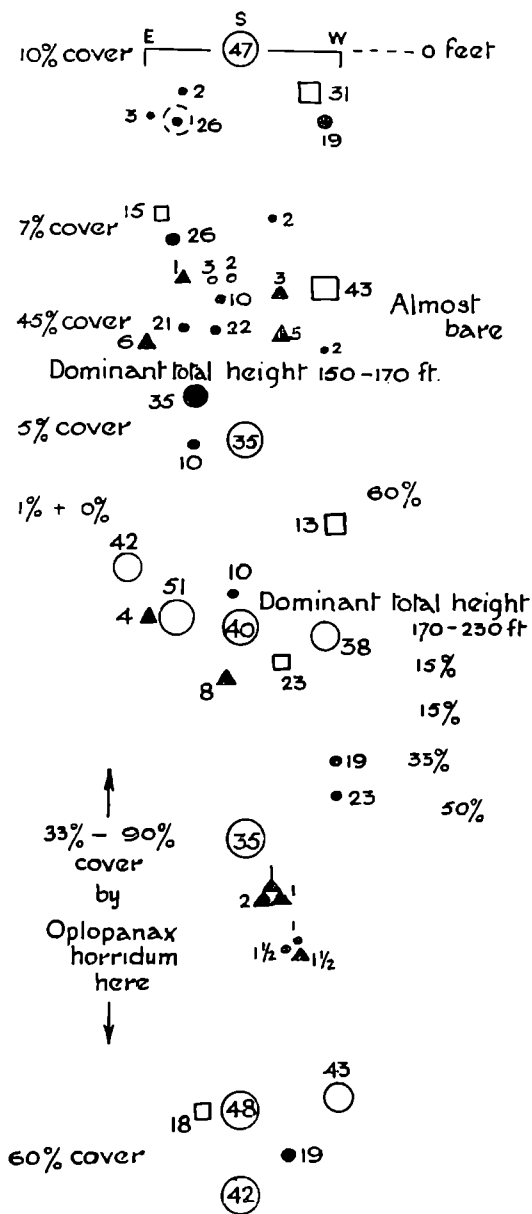 S
E W
10% cover 47 0 feet
2 31
3 26 19
15 2
7% cover
26
1 3 2 3 43
10 Almost
45% cover 21 22 5 bare
6 2
Dominant total height 150-170 ft.
35
5% cover 35
10
60%
1% + 0% 13
42
51 10
Dominant total height
4 40 170-230 ft
38
15%
8 23
15%
19 33%
23 50%
33% - 90% 35
cover
by 2 1 1
Oplopanax 1
horridum 1½ 1½
here
43
18 48
60% cover 19
42